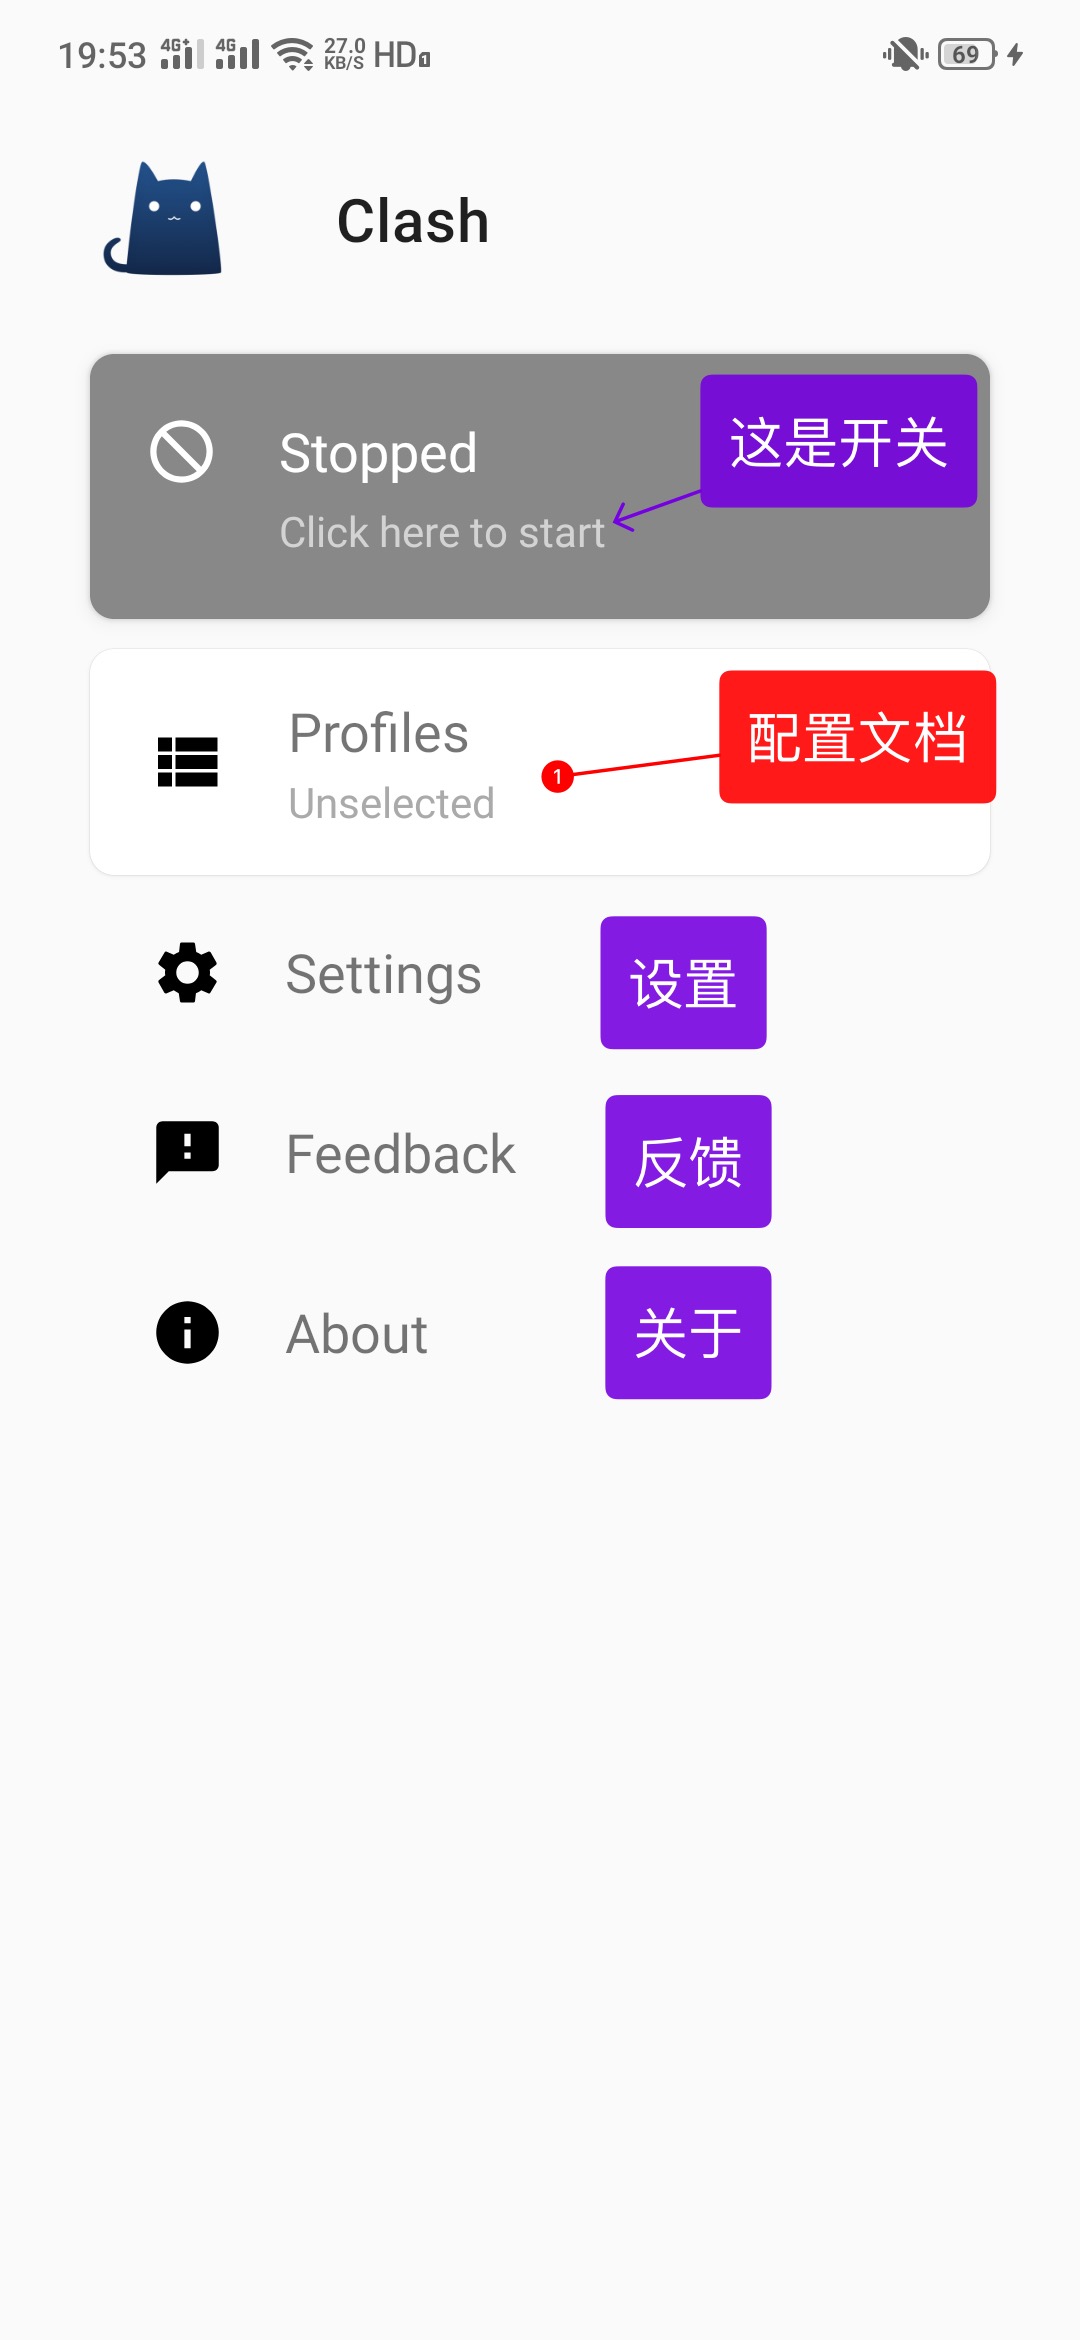 19:53 4G+ 4G 27.0 KB/S HD 1 69
Clash
Stopped
这是开关
Click here to start
Profiles
配置文档
1
Unselected
Settings
设置
Feedback
反馈
About
关于